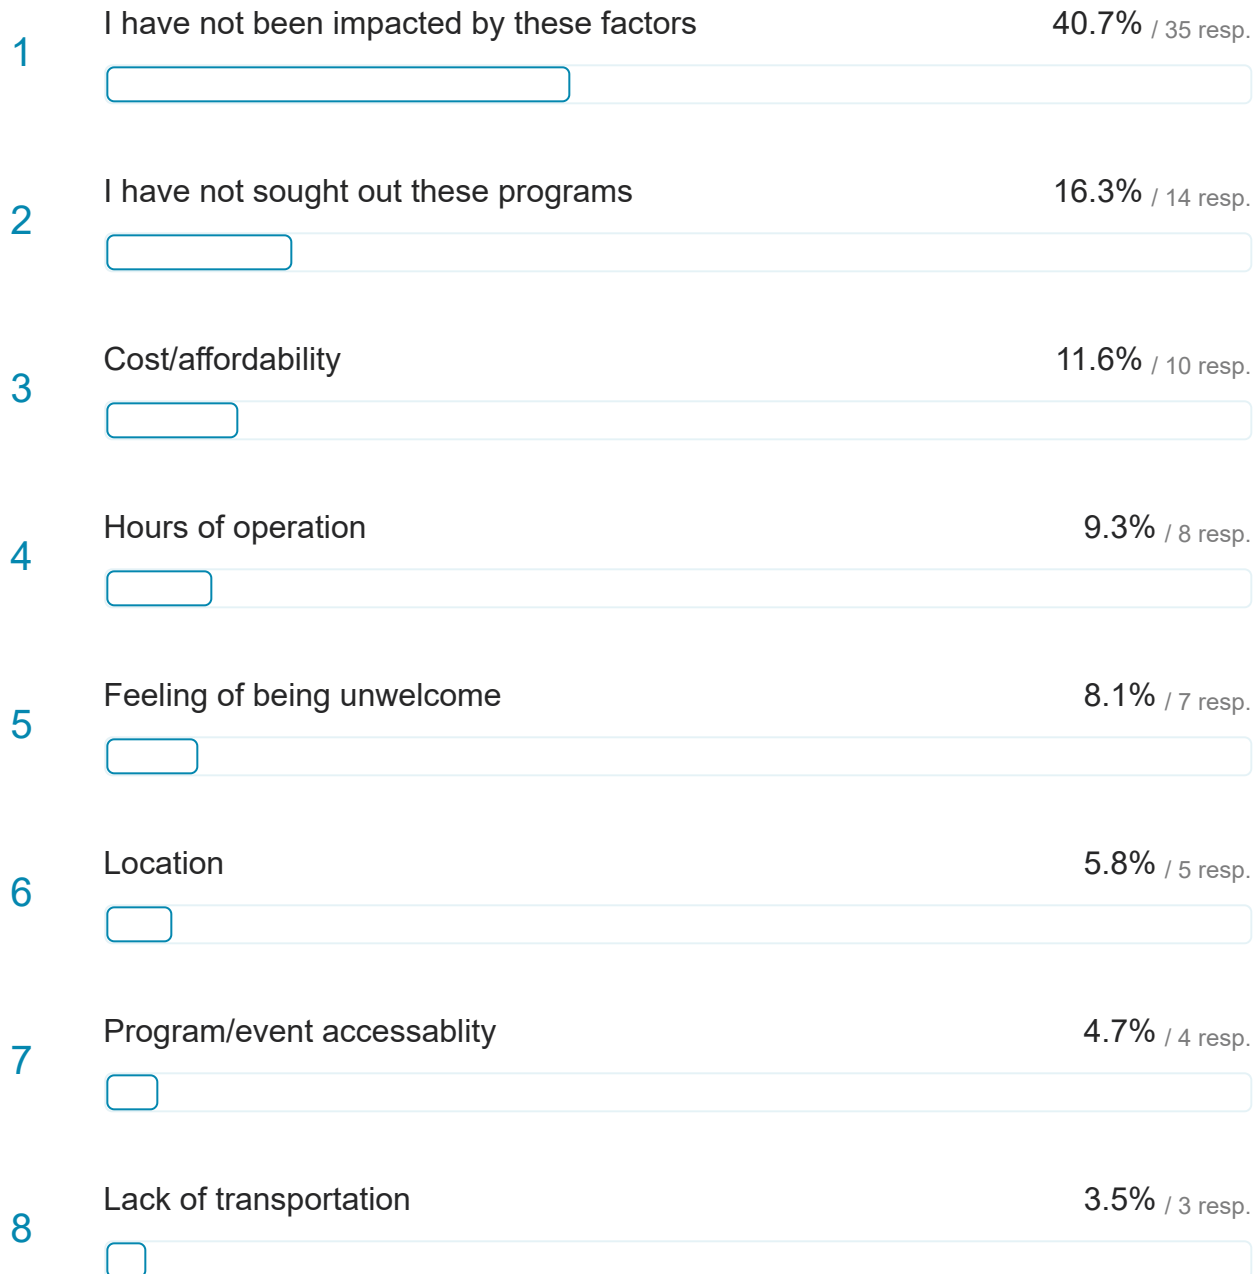 1
I have not been impacted by these factors 40.7% / 35 resp.
2
I have not sought out these programs 16.3% / 14 resp.
3
Cost/affordability 11.6% / 10 resp.
4
Hours of operation 9.3% / 8 resp.
5
Feeling of being unwelcome 8.1% / 7 resp.
6
Location 5.8% / 5 resp.
7
Program/event accessablity 4.7% / 4 resp.
8
Lack of transportation 3.5% / 3 resp.